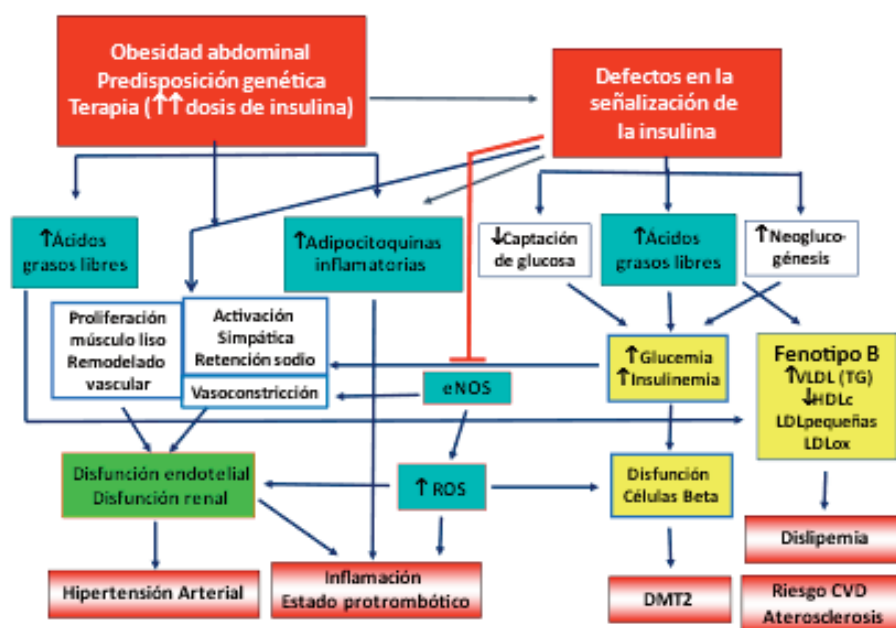 Obesidad abdominal
Predisposición genética
Terapia (↑↑dosis de insulina)
Defectos en la
señalización de
la insulina
↑Ácidos
grasos libres
↑Adipocitoquinas
inflamatorias
↓Captación
de glucosa
↑Ácidos
grasos libres
↑Neogluco-
génesis
Proliferación
músculo liso
Remodelado
vascular
Activación
Simpática
Retención sodio
Vasoconstricción
eNOS
↑Glucemia
↑Insulinemia
Fenotipo B
↑VLDL (TG)
↓HDLc
LDLpequeñas
LDLox
Disfunción endotelial
Disfunción renal
↑ROS
Disfunción
Células Beta
Dislipemia
Hipertensión Arterial
Inflamación
Estado protrombótico
DMT2
Riesgo CVD
Aterosclerosis